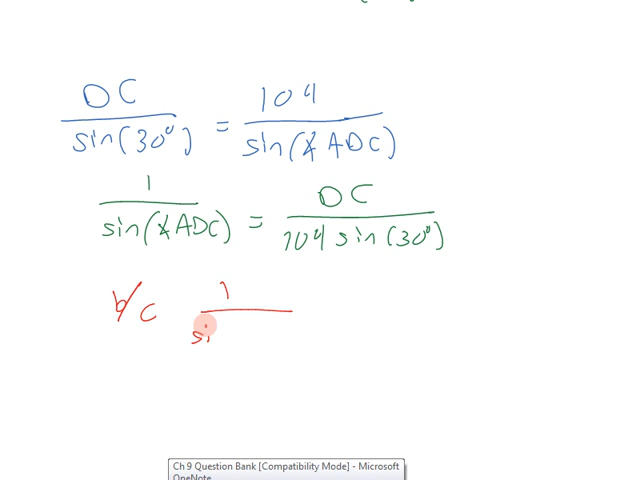 DC / sin(30°) = 104 / sin(∡ ADC)
1 / sin(∡ ADC) = DC / 104 sin(30°)
b/c 1 / si
Ch 9 Question Bank [Compatibility Mode] - Microsoft
OneNote